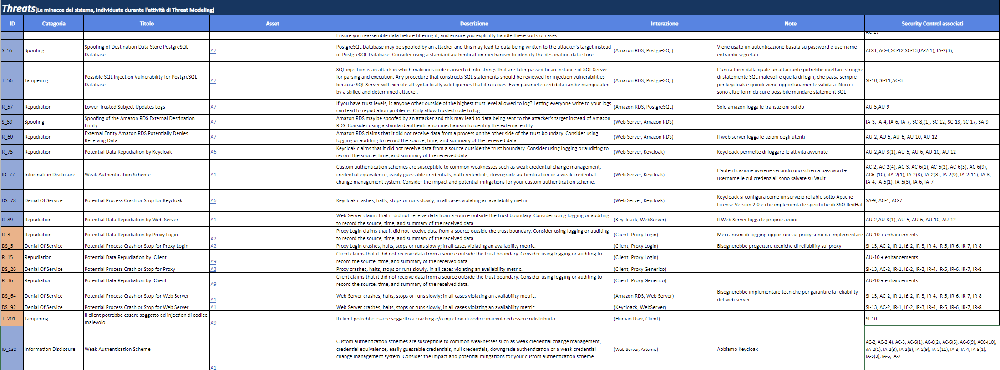 Threats[Le minacce del sistema, individuate durante l'attività di Threat Modeling]
ID Categoria Titolo Asset Descrizione Interazione Note Security Control associati
Ensure you reassemble data before filtering it, and ensure you explicitly handle these sorts of cases.
AC-17
S_55
Spoofing
Spoofing of Destination Data Store PostgreSQL
Database
A7
PostgreSQL Database may be spoofed by an attacker and this may lead to data being written to the attacker's target instead
of PostgreSQL Database. Consider using a standard authentication mechanism to identify the destination data store.
(Amazon RDS, PostgreSQL)
Viene usato un'autenticazione basata su password e username
entrambi segretati
AC-3, AC-4,SC-12,SC-13,IA-2(1), IA-2(3),
T_56
Tampering
Possible SQL Injection Vulnerability for PostgreSQL
Database
A7
SQL injection is an attack in which malicious code is inserted into strings that are later passed to an instance of SQL Server
for parsing and execution. Any procedure that constructs SQL statements should be reviewed for injection vulnerabilities
because SQL Server will execute all syntactically valid queries that it receives. Even parameterized data can be manipulated
by a skilled and determined attacker.
(Amazon RDS, PostgreSQL)
L'unica form dalla quale un attaccante potrebbe iniettare stringhe
di statemente SQL malevoli è quella di login, che passa sempre
per keycloak e quindi viene opportunamente validata. Non ci
sono altre form da cui è possibile mandare statement SQL
SI-10, SI-11,AC-3
R_57
Repudiation
Lower Trusted Subject Updates Logs
A7
If you have trust levels, is anyone other outside of the highest trust level allowed to log? Letting everyone write to your logs
can lead to repudiation problems. Only allow trusted code to log.
(Amazon RDS, PostgreSQL)
Solo amazon logga le transazioni sul db
AU-5,AU-9
S_59
Spoofing
Spoofing of the Amazon RDS External Destination
Entity
A7
Amazon RDS may be spoofed by an attacker and this may lead to data being sent to the attacker's target instead of Amazon
RDS. Consider using a standard authentication mechanism to identify the external entity.
(Web Server, Amazon RDS)
IA-3, IA-4, IA-6, IA-7, SC-8,(1), SC-12, SC-13, SC-17, SA-9
R_60
Repudiation
External Entity Amazon RDS Potentially Denies
Receiving Data
A7
Amazon RDS claims that it did not receive data from a process on the other side of the trust boundary. Consider using
logging or auditing to record the source, time, and summary of the received data.
(Web Server, Amazon RDS)
Il web server logga le azioni degli utenti
AU-2, AU-5, AU-6, AU-10, AU-12
R_75
Repudiation
Potential Data Repudiation by Keycloak
A6
Keycloak claims that it did not receive data from a source outside the trust boundary. Consider using logging or auditing to
record the source, time, and summary of the received data.
(Web Server, Keycloak)
Keycloack permette di loggare le attività avvenute
AU-2,AU-3(1), AU-5, AU-6, AU-10, AU-12
ID_77
Information Disclosure
Weak Authentication Scheme
A1
Custom authentication schemes are susceptible to common weaknesses such as weak credential change management,
credential equivalence, easily guessable credentials, null credentials, downgrade authentication or a weak credential
change management system. Consider the impact and potential mitigations for your custom authentication scheme.
(Web Server, Keycloak)
L'autenticazione avviene secondo uno schema password +
username le cui credenziali sono salvate su Vault
AC-2, AC-2(4), AC-3, AC-6(1), AC-6(2), AC-6(5), AC-6(9),
AC6-(10), iIA-2(1), IA-2(3), IA-2(8), IA-2(9), IA-2(11), IA-3,
IA-4, IA-5(1), IA-5(3), IA-6, IA-7
DS_78
Denial Of Service
Potential Process Crash or Stop for Keycloak
A6
Keycloak crashes, halts, stops or runs slowly; in all cases violating an availability metric.
(Web Server, Keycloak)
Keycloack si configura come un servizio reliable sotto Apache
License Version 2.0 e che implementa le specifiche di SSO RedHat
SA-9, AC-4, AC-7
R_89
Repudiation
Potential Data Repudiation by Web Server
A1
Web Server claims that it did not receive data from a source outside the trust boundary. Consider using logging or auditing
to record the source, time, and summary of the received data.
(Keycloack, WebServer)
Il Web Server logga le proprie azioni.
AU-2,AU-3(1), AU-5, AU-6, AU-10, AU-12
R_3
Repudiation
Potential Data Repudiation by Proxy Login
A2
Proxy Login claims that it did not receive data from a source outside the trust boundary. Consider using logging or auditing
to record the source, time, and summary of the received data.
(Client, Proxy Login)
Meccanismi di logging opportuni sui proxy sono da implementare
AU-10 + enhancements
DS_5
Denial Of Service
Potential Process Crash or Stop for Proxy Login
A2
Proxy Login crashes, halts, stops or runs slowly; in all cases violating an availability metric.
(Client, Proxy Login)
Bisognerebbe progettare tecniche di reliability sui proxy
SI-13, AC-2, IR-1, I£-2, IR-3, IR-4, IR-5, IR-6, IR-7, IR-8
R_15
Repudiation
Potential Data Repudiation by Client
A9
Client claims that it did not receive data from a source outside the trust boundary. Consider using logging or auditing to
record the source, time, and summary of the received data.
(Client, Proxy Login)
AU-10 + enhancements
DS_26
Denial Of Service
Potential Process Crash or Stop for Proxy
A3
Proxy crashes, halts, stops or runs slowly; in all cases violating an availability metric.
(Client, Proxy Generico)
SI-13, AC-2, IR-1, I£-2, IR-3, IR-4, IR-5, IR-6, IR-7, IR-8
R_36
Repudiation
Potential Data Repudiation by Client
A9
Client claims that it did not receive data from a source outside the trust boundary. Consider using logging or auditing to
record the source, time, and summary of the received data.
(Client, Proxy Generico)
AU-10 + enhancements
DS_64
Denial Of Service
Potential Process Crash or Stop for Web Server
A1
Web Server crashes, halts, stops or runs slowly; in all cases violating an availability metric.
(Amazon RDS, Web Server)
Bisognerebbe implementare tecniche per garantire la reliability
del web server
SI-13, AC-2, IR-1, I£-2, IR-3, IR-4, IR-5, IR-6, IR-7, IR-8
DS_92
Denial Of Service
Potential Process Crash or Stop for Web Server
A1
Web Server crashes, halts, stops or runs slowly; in all cases violating an availability metric.
(Keycloack, WebServer)
SI-13, AC-2, IR-1, I£-2, IR-3, IR-4, IR-5, IR-6, IR-7, IR-8
T_201
Tampering
Il client potrebbe essere soggetto ad injection di codice
malevolo
A9
Il client potrebbe essere soggetto a cracking e/o injection di codice maevolo ed essere ridistribuito
(Human User, Client)
SI-10
ID_132
Information Disclosure
Weak Authentication Scheme
A1
Custom authentication schemes are susceptible to common weaknesses such as weak credential change management,
credential equivalence, easily guessable credentials, null credentials, downgrade authentication or a weak credential
change management system. Consider the impact and potential mitigations for your custom authentication scheme.
(Web Server, Artemis)
Abbiamo Keycloak
AC-2, AC-2(4), AC-3, AC-6(1), AC-6(2), AC-6(5), AC-6(9), AC6-(10),
iIA-2(1), IA-2(3), IA-2(8), IA-2(9), IA-2(11), IA-3, IA-4, IA-5(1),
IA-5(3), IA-6, IA-7